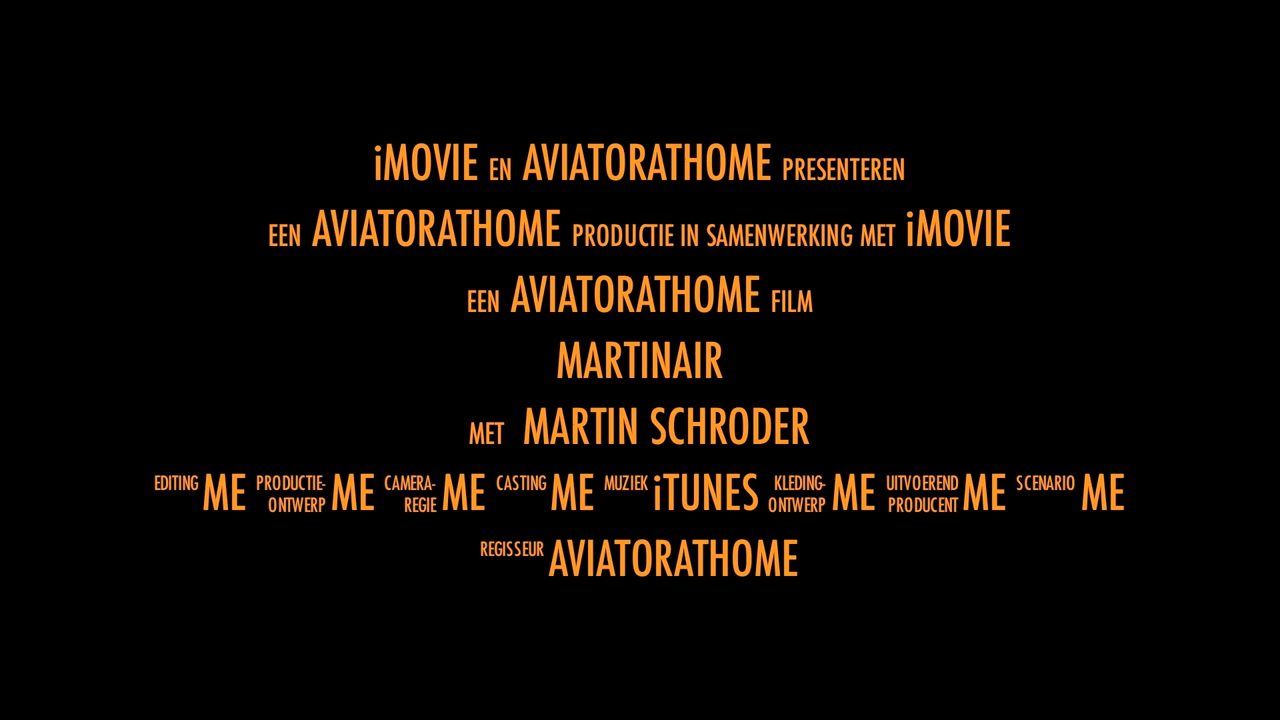 iMOVIE EN AVIATORATHOME PRESENTEREN
EEN AVIATORATHOME PRODUCTIE IN SAMENWERKING MET iMOVIE
EEN AVIATORATHOME FILM
MARTINAIR
MET MARTIN SCHRODER
EDITING ME PRODUCTIE-ONTWERP ME CAMERA-REGIE ME CASTING ME MUZIEK iTUNES KLEDING-ONTWERP ME UITVOEREND PRODUCENT ME SCENARIO ME
REGISSEUR AVIATORATHOME